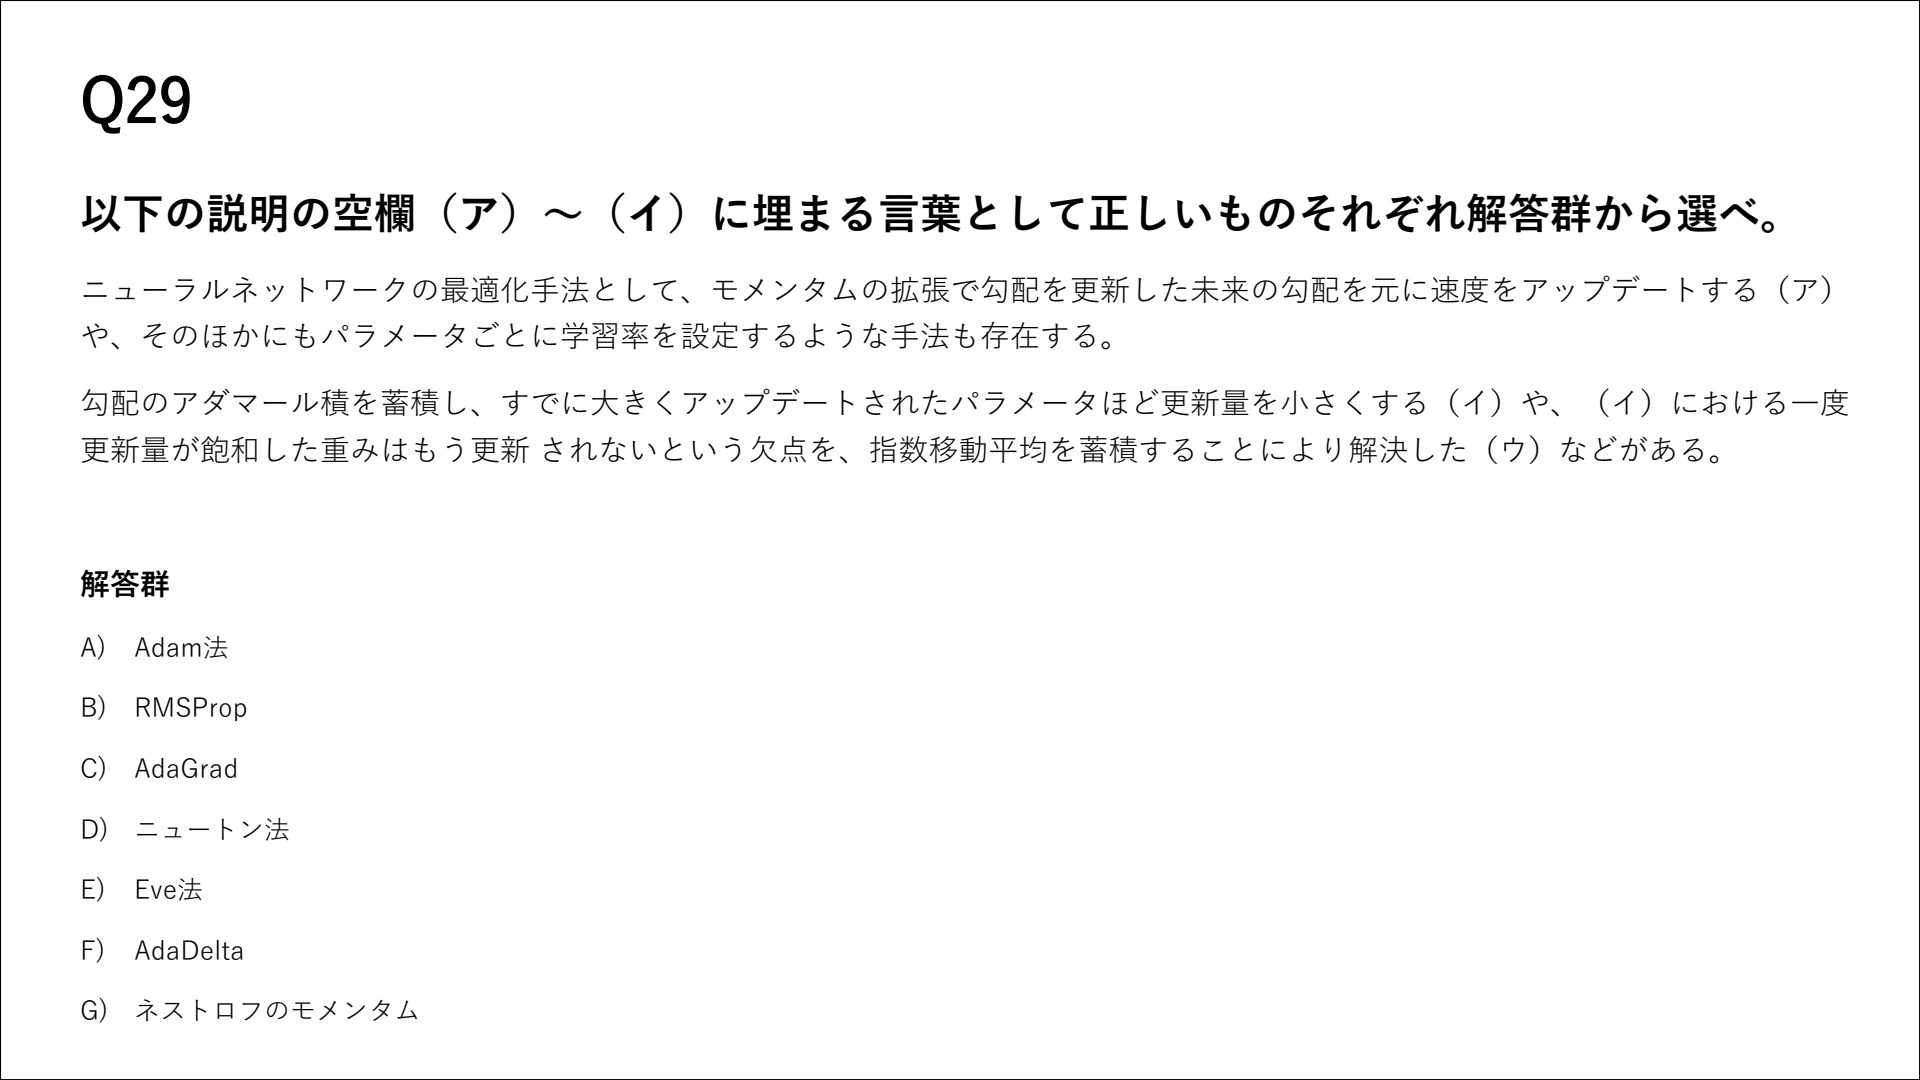 Q29
以下の説明の空欄（ア）～（イ）に埋まる言葉として正しいものそれぞれ解答群から選べ。
ニューラルネットワークの最適化手法として、モメンタムの拡張で勾配を更新した未来の勾配を元に速度をアップデートする（ア）
や、そのほかにもパラメータごとに学習率を設定するような手法も存在する。
勾配のアダマール積を蓄積し、すでに大きくアップデートされたパラメータほど更新量を小さくする（イ）や、（イ）における一度
更新量が飽和した重みはもう更新 されないという欠点を、指数移動平均を蓄積することにより解決した（ウ）などがある。
解答群
A) Adam法
B) RMSProp
C) AdaGrad
D) ニュートン法
E) Eve法
F) AdaDelta
G) ネストロフのモメンタム